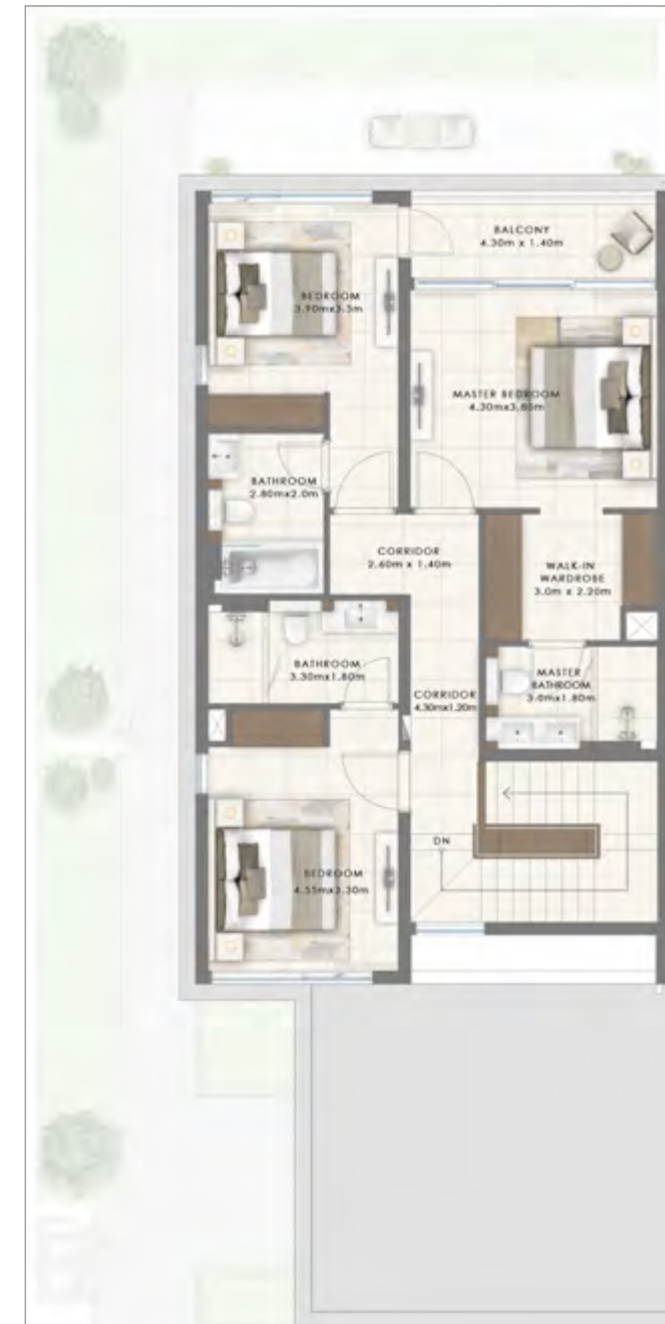 BALCONY
4.30m x 1.40m
BEDROOM
3.90mx3.3m
MASTER BEDROOM
4.30mx3.80m
BATHROOM
2.80mx2.0m
CORRIDOR
2.60m x 1.40m
WALK-IN
WARDROBE
3.0m x 2.20m
BATHROOM
3.30mx1.80m
MASTER
BATHROOM
3.0mx1.80m
CORRIDOR
4.30mx1.20m
DN
BEDROOM
4.55mx3.30m